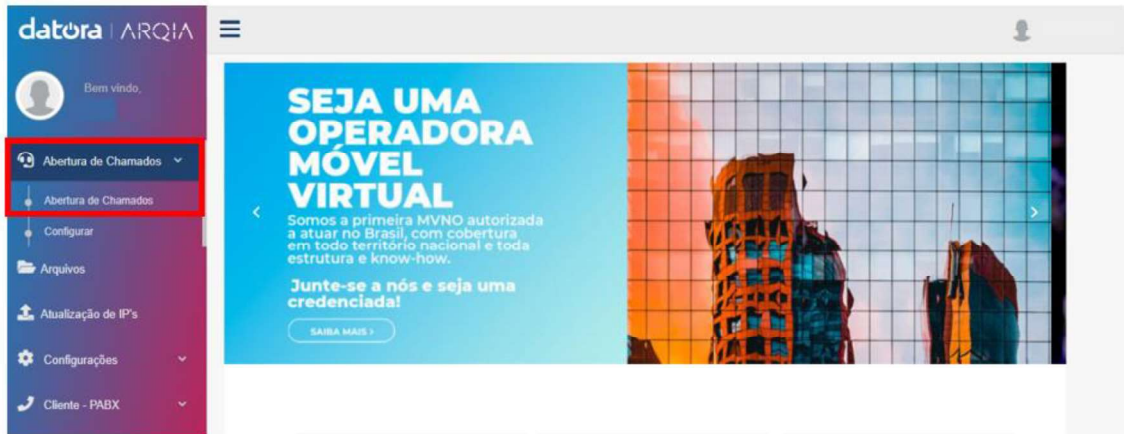 datora | ARQIA
Bem vindo,
Abertura de Chamados
Abertura de Chamados
Configurar
Arquivos
Atualização de IP's
Configurações
Cliente - PABX
SEJA UMA
OPERADORA
MÓVEL
VIRTUAL
Somos a primeira MVNO autorizada
a atuar no Brasil, com cobertura
em todo território nacional e toda
estrutura e know-how.
Junte-se a nós e seja uma
credenciada!
SAIBA MAIS >